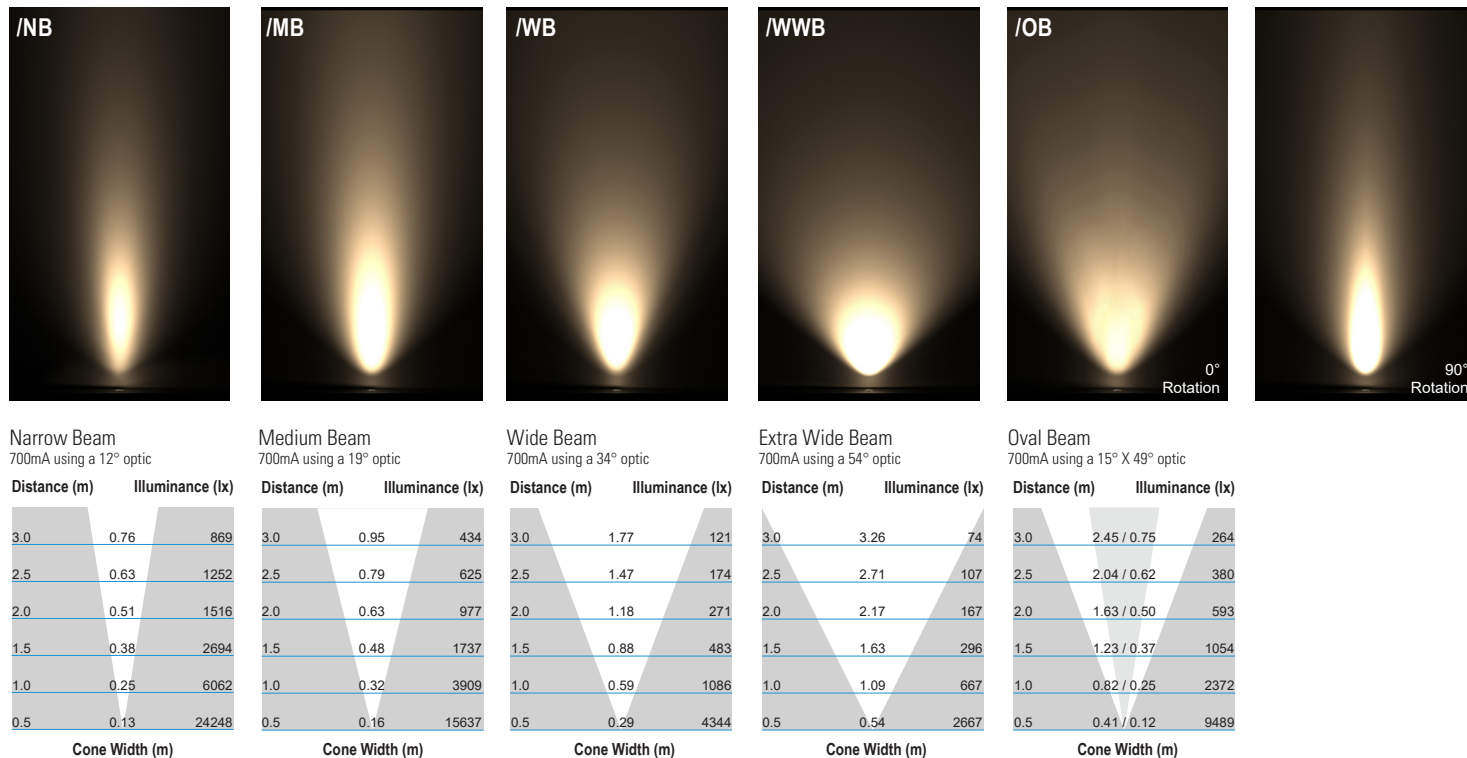 /NB
/MB
/WB
/WWB
/OB
0°
Rotation
90°
Rotation
Narrow Beam
700mA using a 12° optic
Distance (m) Illuminance (lx)
3.0 0.76 869
2.5 0.63 1252
2.0 0.51 1516
1.5 0.38 2694
1.0 0.25 6062
0.5 0.13 24248
Cone Width (m)
Medium Beam
700mA using a 19° optic
Distance (m) Illuminance (lx)
3.0 0.95 434
2.5 0.79 625
2.0 0.63 977
1.5 0.48 1737
1.0 0.32 3909
0.5 0.16 15637
Cone Width (m)
Wide Beam
700mA using a 34° optic
Distance (m) Illuminance (lx)
3.0 1.77 121
2.5 1.47 174
2.0 1.18 271
1.5 0.88 483
1.0 0.59 1086
0.5 0.29 4344
Cone Width (m)
Extra Wide Beam
700mA using a 54° optic
Distance (m) Illuminance (lx)
3.0 3.26 74
2.5 2.71 107
2.0 2.17 167
1.5 1.63 296
1.0 1.09 667
0.5 0.54 2667
Cone Width (m)
Oval Beam
700mA using a 15° X 49° optic
Distance (m) Illuminance (lx)
3.0 2.45 / 0.75 264
2.5 2.04 / 0.62 380
2.0 1.63 / 0.50 593
1.5 1.23 / 0.37 1054
1.0 0.82 / 0.25 2372
0.5 0.41 / 0.12 9489
Cone Width (m)